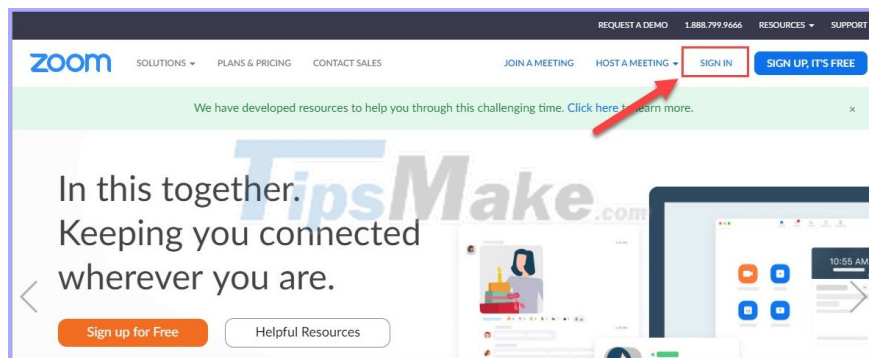 REQUEST A DEMO 1.888.799.9666 RESOURCES SUPPORT
zoom SOLUTIONS PLANS & PRICING CONTACT SALES JOIN A MEETING HOST A MEETING SIGN IN SIGN UP, IT'S FREE
We have developed resources to help you through this challenging time. Click here to learn more. ×
TipsMake.com
In this together.
Keeping you connected
wherever you are.
10:55 AM
Sign up for Free Helpful Resources